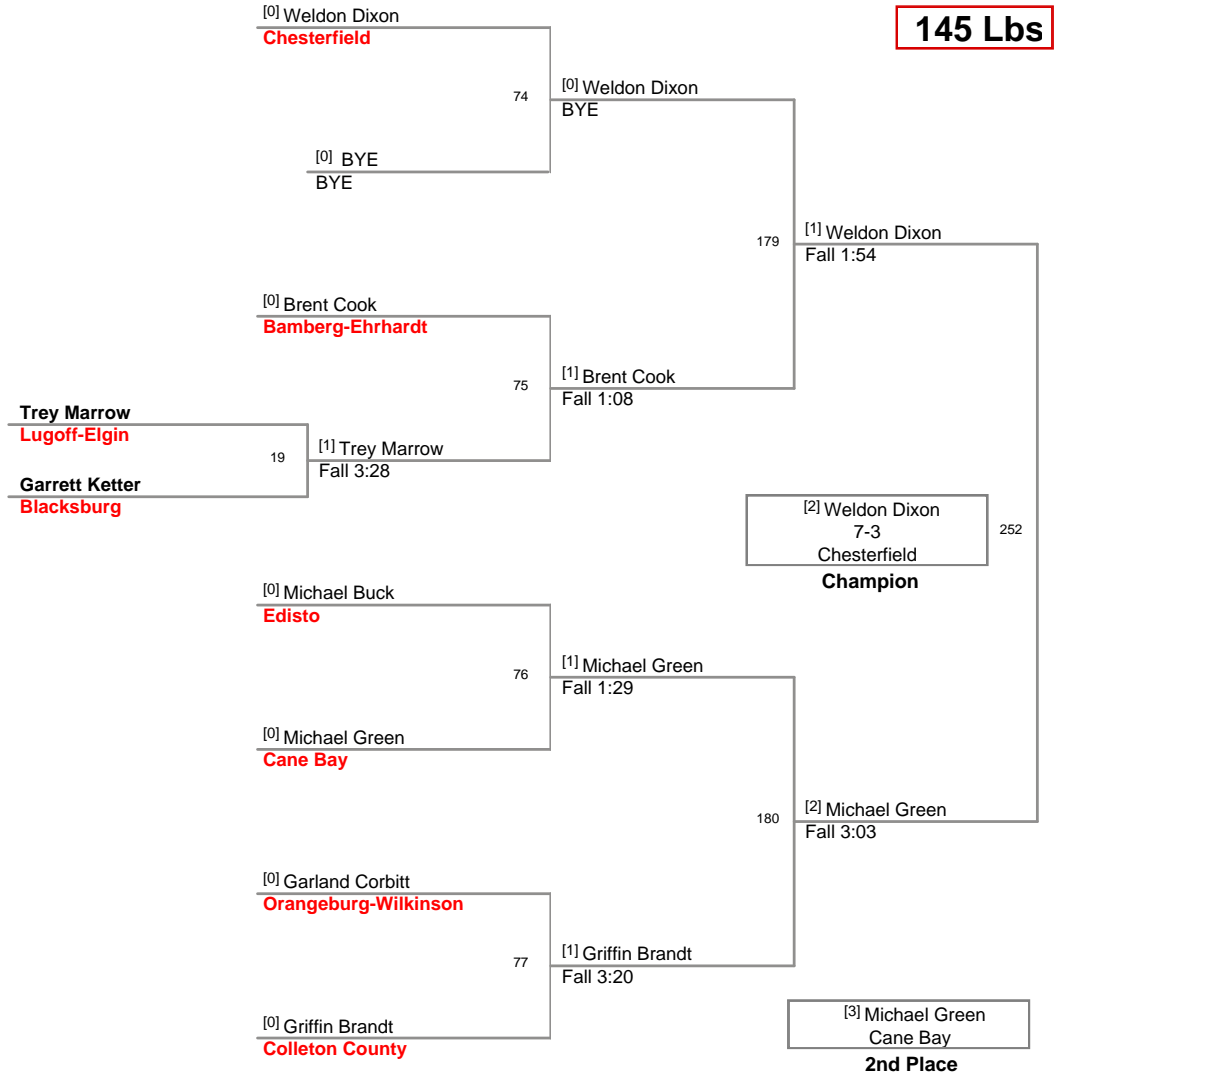 [0] Weldon Dixon
145 Lbs
Chesterfield
[0] Weldon Dixon
74
BYE
[0] BYE
BYE
[1] Weldon Dixon
179
Fall 1:54
[0] Brent Cook
Bamberg-Ehrhardt
[1] Brent Cook
75
Fall 1:08
Trey Marrow
Lugoff-Elgin
[1] Trey Marrow
19
Fall 3:28
Garrett Ketter
Blacksburg
[2] Weldon Dixon
7-3
252
Chesterfield
Champion
[0] Michael Buck
Edisto
[1] Michael Green
76
Fall 1:29
[0] Michael Green
Cane Bay
[2] Michael Green
180
Fall 3:03
[0] Garland Corbitt
Orangeburg-Wilkinson
[1] Griffin Brandt
77
Fall 3:20
[3] Michael Green
[0] Griffin Brandt
Cane Bay
Colleton County
2nd Place